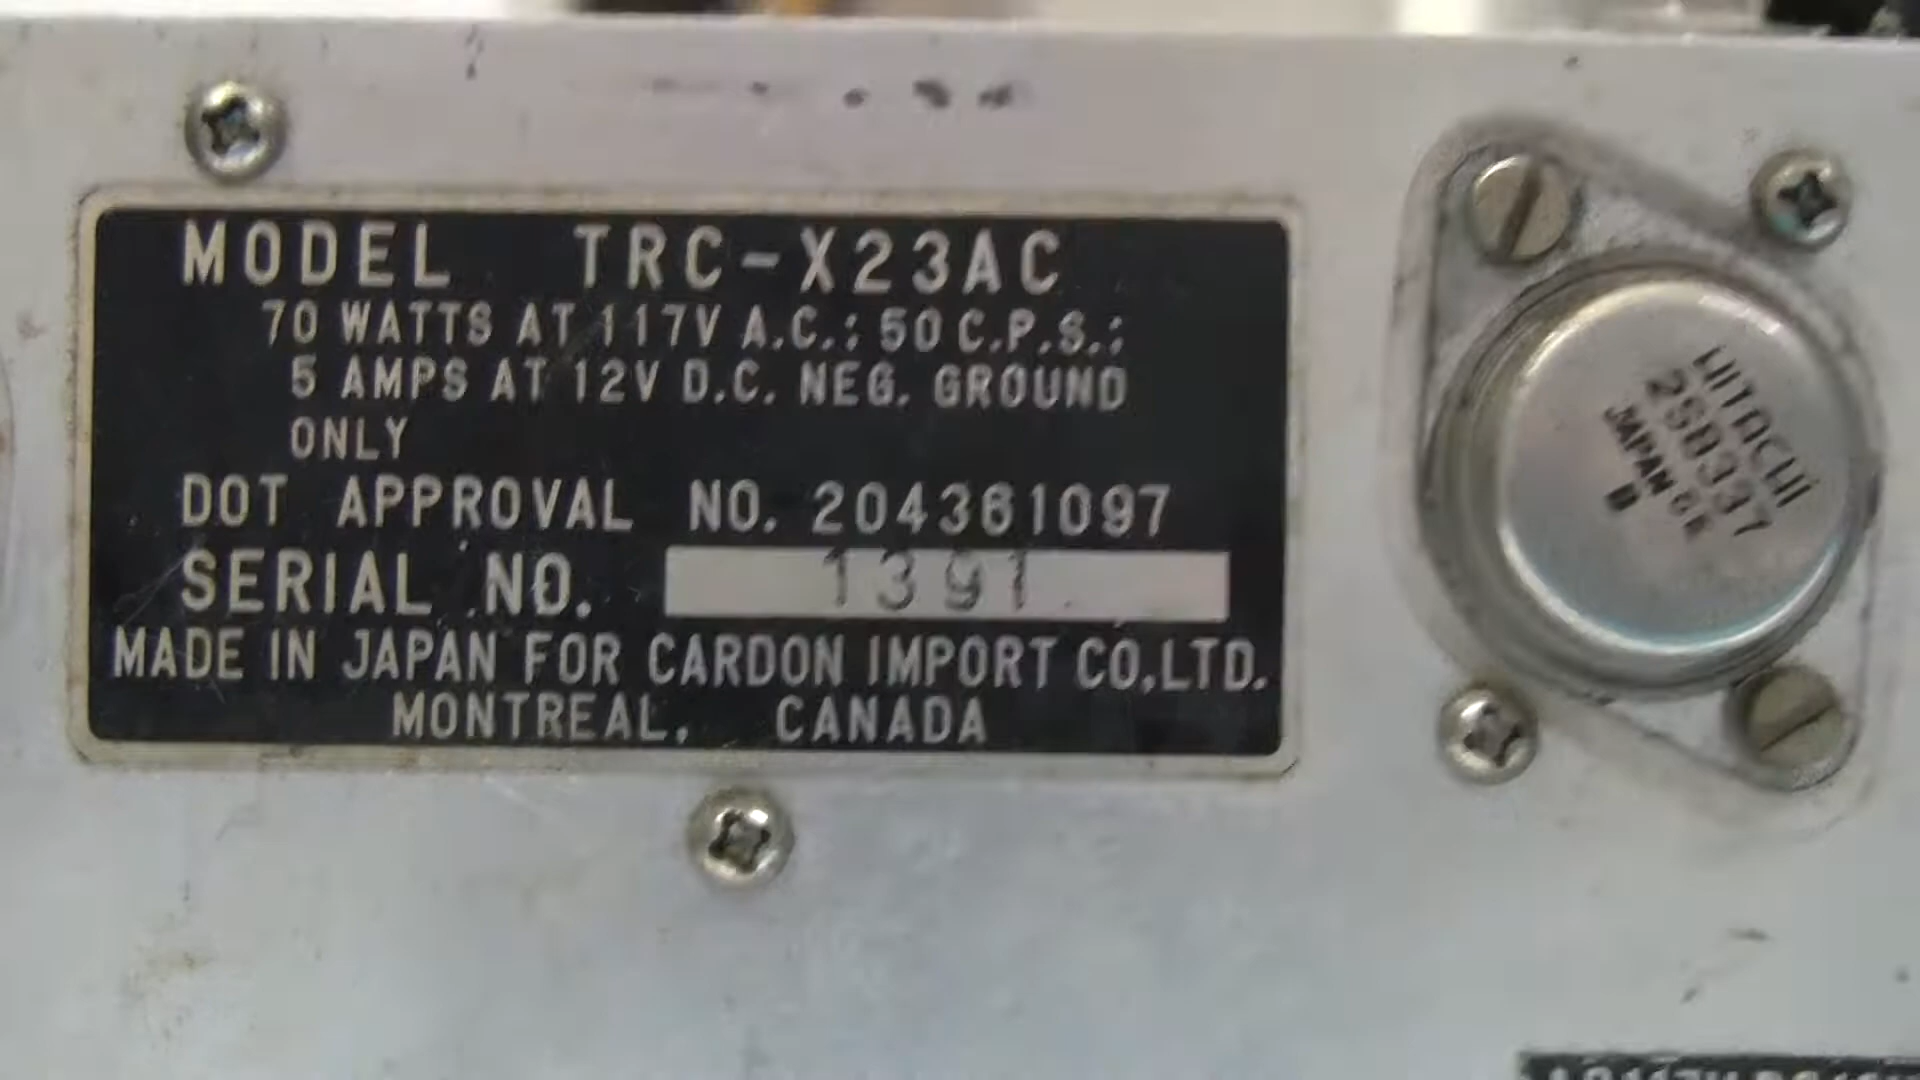 MODEL TRC-X23AC
70 WATTS AT 117V A.C.; 50 C.P.S.;
5 AMPS AT 12V D.C. NEG. GROUND
ONLY
DOT APPROVAL NO. 204361097
SERIAL NO. 1391
MADE IN JAPAN FOR CARDON IMPORT CO.LTD.
MONTREAL, CANADA
HITACHI
2SD337
JAPAN
B